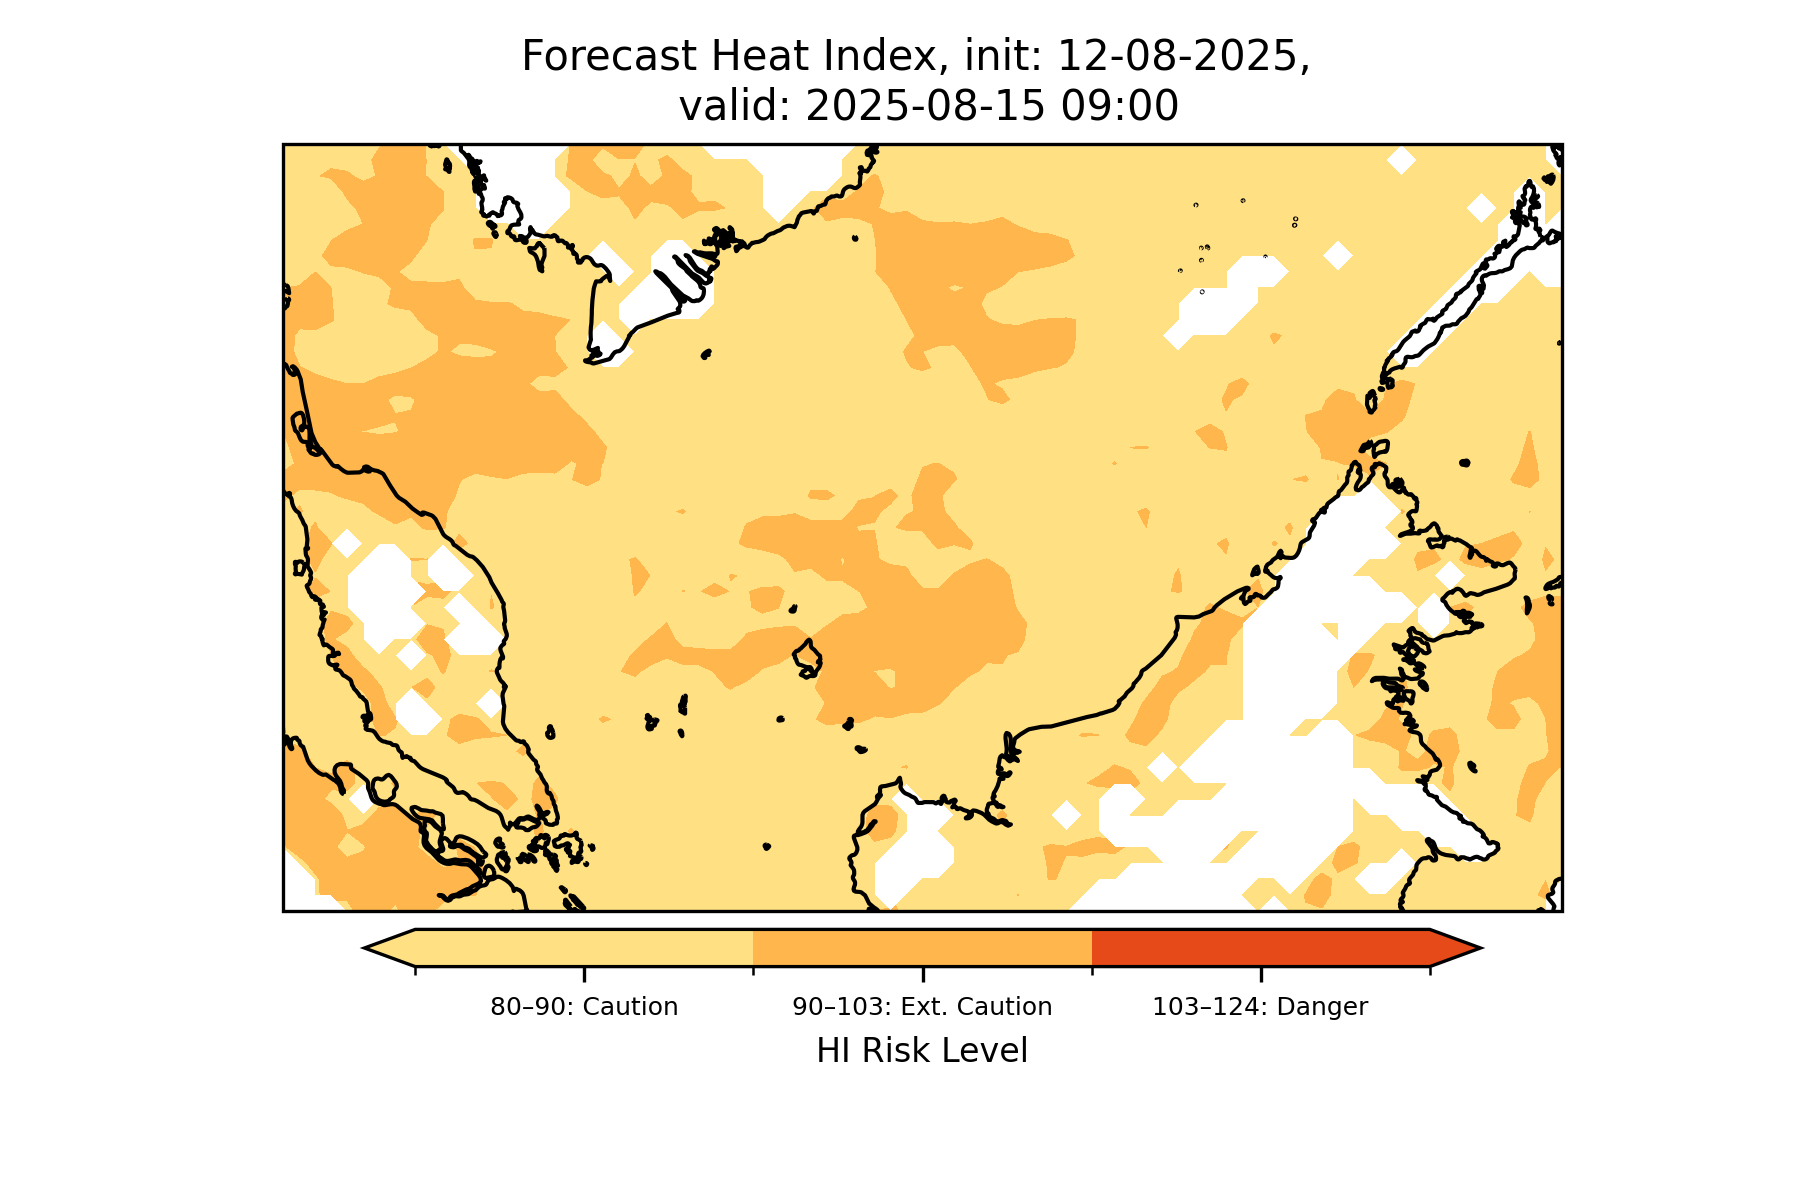 Forecast Heat Index, init: 12-08-2025,
valid: 2025-08-15 09:00
80–90: Caution
90–103: Ext. Caution
103–124: Danger
HI Risk Level